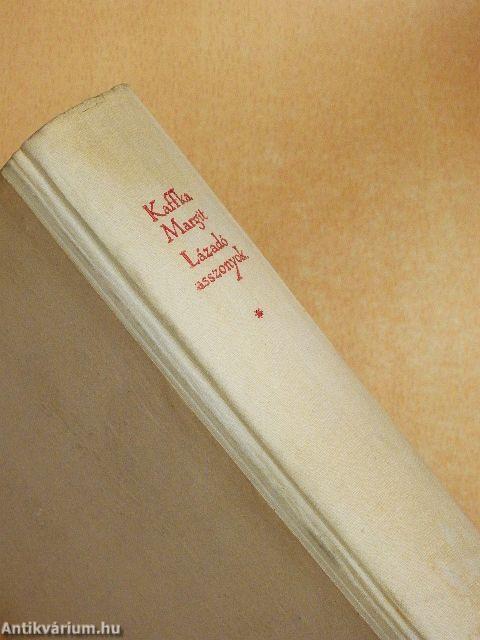 Kaffka
Margit
Lázadó
asszonyok
*
Antikvárium.hu